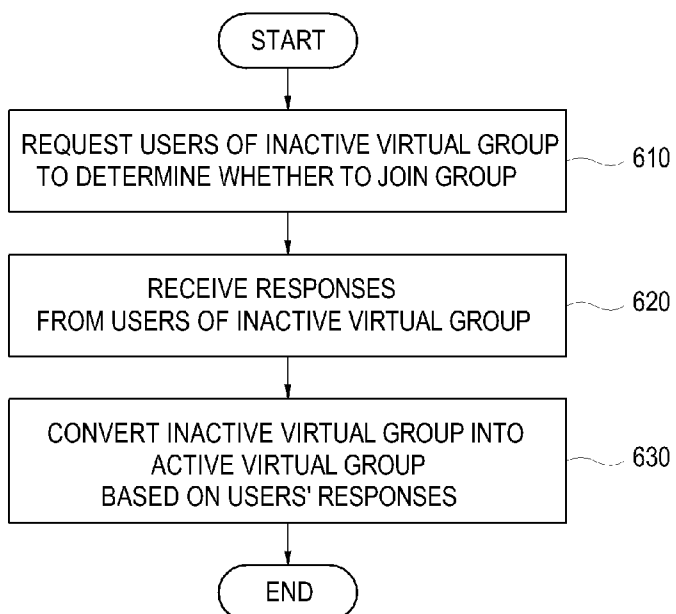 START
REQUEST USERS OF INACTIVE VIRTUAL GROUP
TO DETERMINE WHETHER TO JOIN GROUP
610
RECEIVE RESPONSES
FROM USERS OF INACTIVE VIRTUAL GROUP
620
CONVERT INACTIVE VIRTUAL GROUP INTO
ACTIVE VIRTUAL GROUP
BASED ON USERS' RESPONSES
630
END